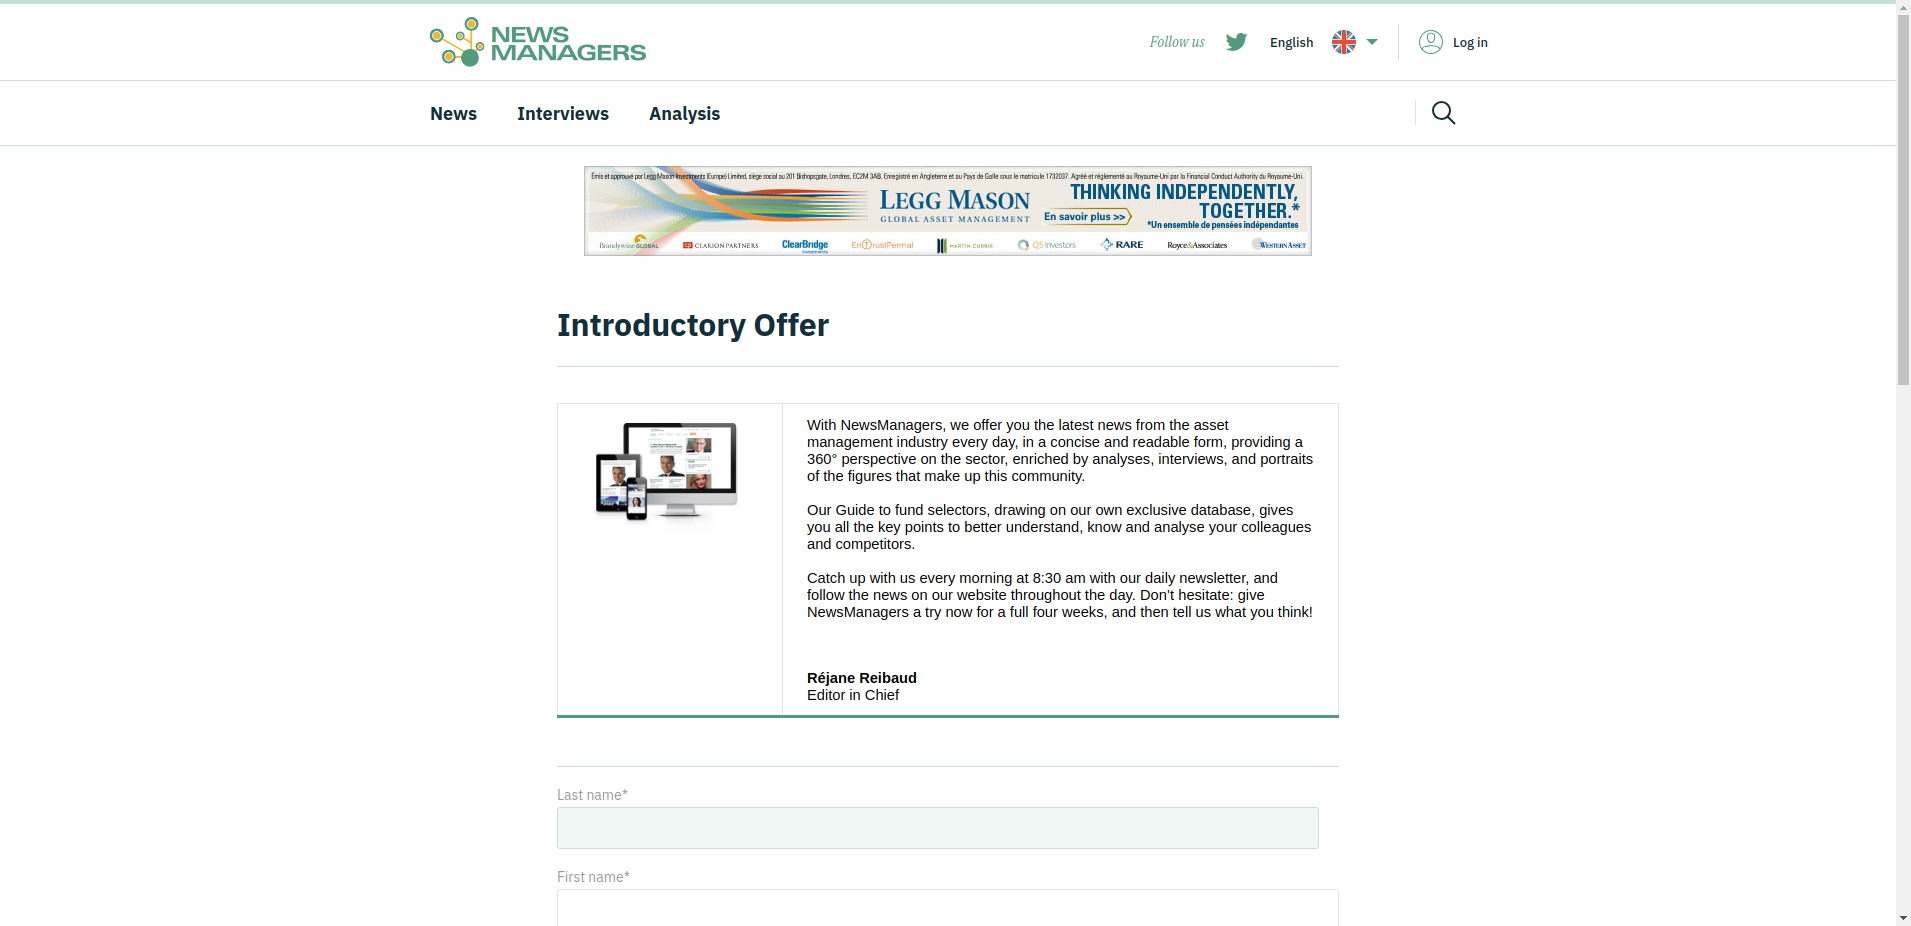 NEWS
MANAGERS
Follow us
English
Log in
News
Interviews
Analysis
Émis et approuvé par Legg Mason Investments (Europe) Limited, siège social au 201 Bishopsgate, Londres, EC2M 3AB. Enregistré en Angleterre et au Pays de Galle sous le matricule 1732037. Agréé et réglementé au Royaume-Uni par la Financial Conduct Authority du Royaume-Uni.
LEGG MASON
GLOBAL ASSET MANAGEMENT
THINKING INDEPENDENTLY,
TOGETHER.*
En savoir plus >>
*Un ensemble de pensées indépendantes
BrandywineGLOBAL
CLARION PARTNERS
ClearBridge
Investments
EnTrustPermal
MARTIN CURRIE
QS Investors
RARE
Royce&Associates
WESTERN ASSET
Introductory Offer
With NewsManagers, we offer you the latest news from the asset
management industry every day, in a concise and readable form, providing a
360° perspective on the sector, enriched by analyses, interviews, and portraits
of the figures that make up this community.
Our Guide to fund selectors, drawing on our own exclusive database, gives
you all the key points to better understand, know and analyse your colleagues
and competitors.
Catch up with us every morning at 8:30 am with our daily newsletter, and
follow the news on our website throughout the day. Don’t hesitate: give
NewsManagers a try now for a full four weeks, and then tell us what you think!
Réjane Reibaud
Editor in Chief
Last name*
First name*